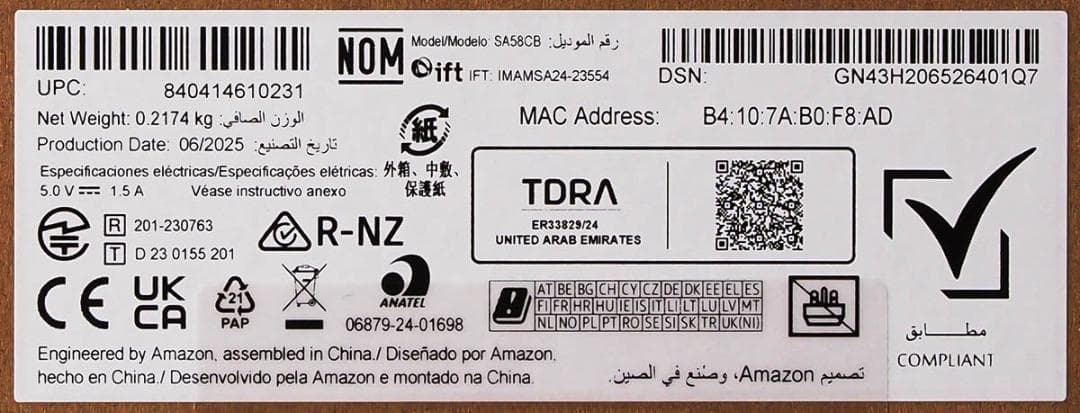 UPC: 840414610231
Net Weight: 0.2174 kg الوزن الصافي:
Production Date: 06/2025 تاريخ التصنيع:
Especificaciones eléctricas/Especificações elétricas:
5.0 V 1.5 A Véase instructivo anexo
NOM
Model/Modelo: SA58CB رقم الموديل:
ift IFT: IMAMSA24-23554
DSN: GN43H206526401Q7
MAC Address: B4:10:7A:B0:F8:AD
紙
外箱、中敷、
保護紙
TDRA
ER33829/24
UNITED ARAB EMIRATES
R 201-230763
T D 23 0155 201
R-NZ
CE
UK
CA
21
PAP
ANATEL
06879-24-01698
AT BE BG CH CY CZ DE DK EE EL ES
FI FR HR HU IE IS IT LI LT LU LV MT
NL NO PL PT RO SE SI SK TR UK(NI)
مطابق
COMPLIANT
Engineered by Amazon, assembled in China./ Diseñado por Amazon,
hecho en China./ Desenvolvido pela Amazon e montado na China.
تصميم Amazon، وصُنع في الصين.